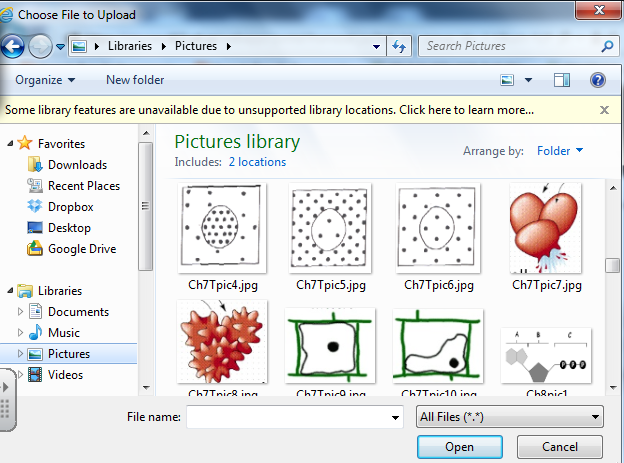 Choose File to Upload
Libraries Pictures
Search Pictures
Organize New folder
Some library features are unavailable due to unsupported library locations. Click here to learn more...
Favorites
Downloads
Recent Places
Dropbox
Desktop
Google Drive
Libraries
Documents
Music
Pictures
Videos
Pictures library
Includes: 2 locations
Arrange by: Folder
Ch7Tpic4.jpg Ch7Tpic5.jpg Ch7Tpic6.jpg Ch7Tpic7.jpg
A B C
P P P
Ch7Tpic8.jpg Ch7Tpic9.jpg Ch7Tpic10.jpg Ch8pic1
File name: All Files (*.*)
Open Cancel